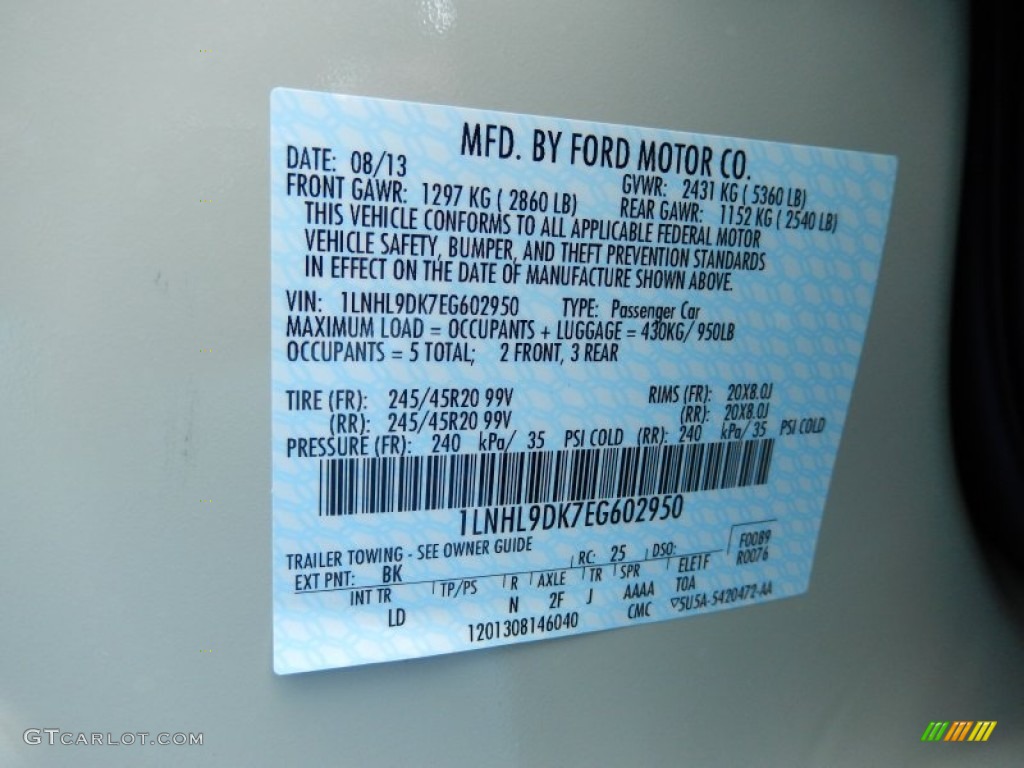 MFD. BY FORD MOTOR CO.
DATE: 08/13 GVWR: 2431 KG ( 5360 LB)
FRONT GAWR: 1297 KG ( 2860 LB) REAR GAWR: 1152 KG ( 2540 LB)
THIS VEHICLE CONFORMS TO ALL APPLICABLE FEDERAL MOTOR
VEHICLE SAFETY, BUMPER, AND THEFT PREVENTION STANDARDS
IN EFFECT ON THE DATE OF MANUFACTURE SHOWN ABOVE.
VIN: 1LNHL9DK7EG602950 TYPE: Passenger Car
MAXIMUM LOAD = OCCUPANTS + LUGGAGE = 430KG/ 950LB
OCCUPANTS = 5 TOTAL; 2 FRONT, 3 REAR
TIRE (FR): 245/45R20 99V RIMS (FR): 20X8.0J
(RR): 245/45R20 99V (RR): 20X8.0J
PRESSURE (FR): 240 kPa/ 35 PSI COLD (RR): 240 kPa/ 35 PSI COLD
1LNHL9DK7EG602950
TRAILER TOWING - SEE OWNER GUIDE
EXT PNT: BK RC: 25 DSO: F0089
INT TR TP/PS R AXLE TR SPR ELE1F R0076
LD N 2F J AAAA TOA
1201308146040 CMC ▽5U5A-5420472-AA
GTCARLOT.COM